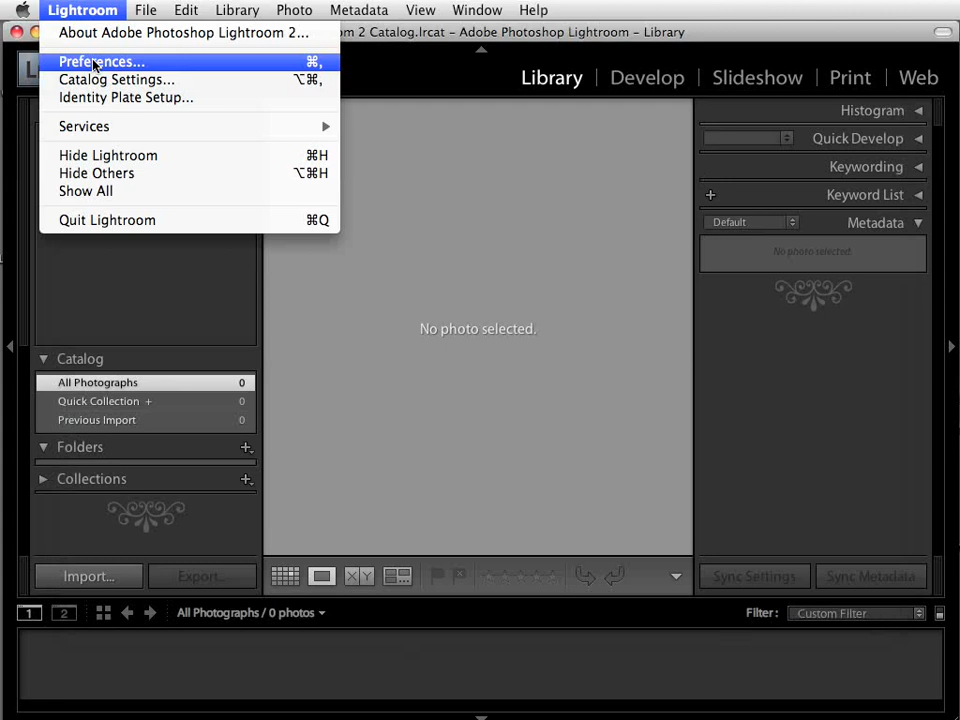 Lightroom File Edit Library Photo Metadata View Window Help
About Adobe Photoshop Lightroom 2...
m 2 Catalog.lrcat - Adobe Photoshop Lightroom - Library
Preferences... ⌘,
Catalog Settings... ⌥⌘,
Identity Plate Setup...
Services
Hide Lightroom ⌘H
Hide Others ⌥⌘H
Show All
Quit Lightroom ⌘Q
Library | Develop | Slideshow | Print | Web
Histogram
Quick Develop
Keywording
+ Keyword List
Default Metadata
No photo selected.
No photo selected.
Catalog
All Photographs 0
Quick Collection + 0
Previous Import 0
Folders +
Collections +
Import... Export...
XY
Sync Settings Sync Metadata
1 2 All Photographs / 0 photos
Filter : Custom Filter